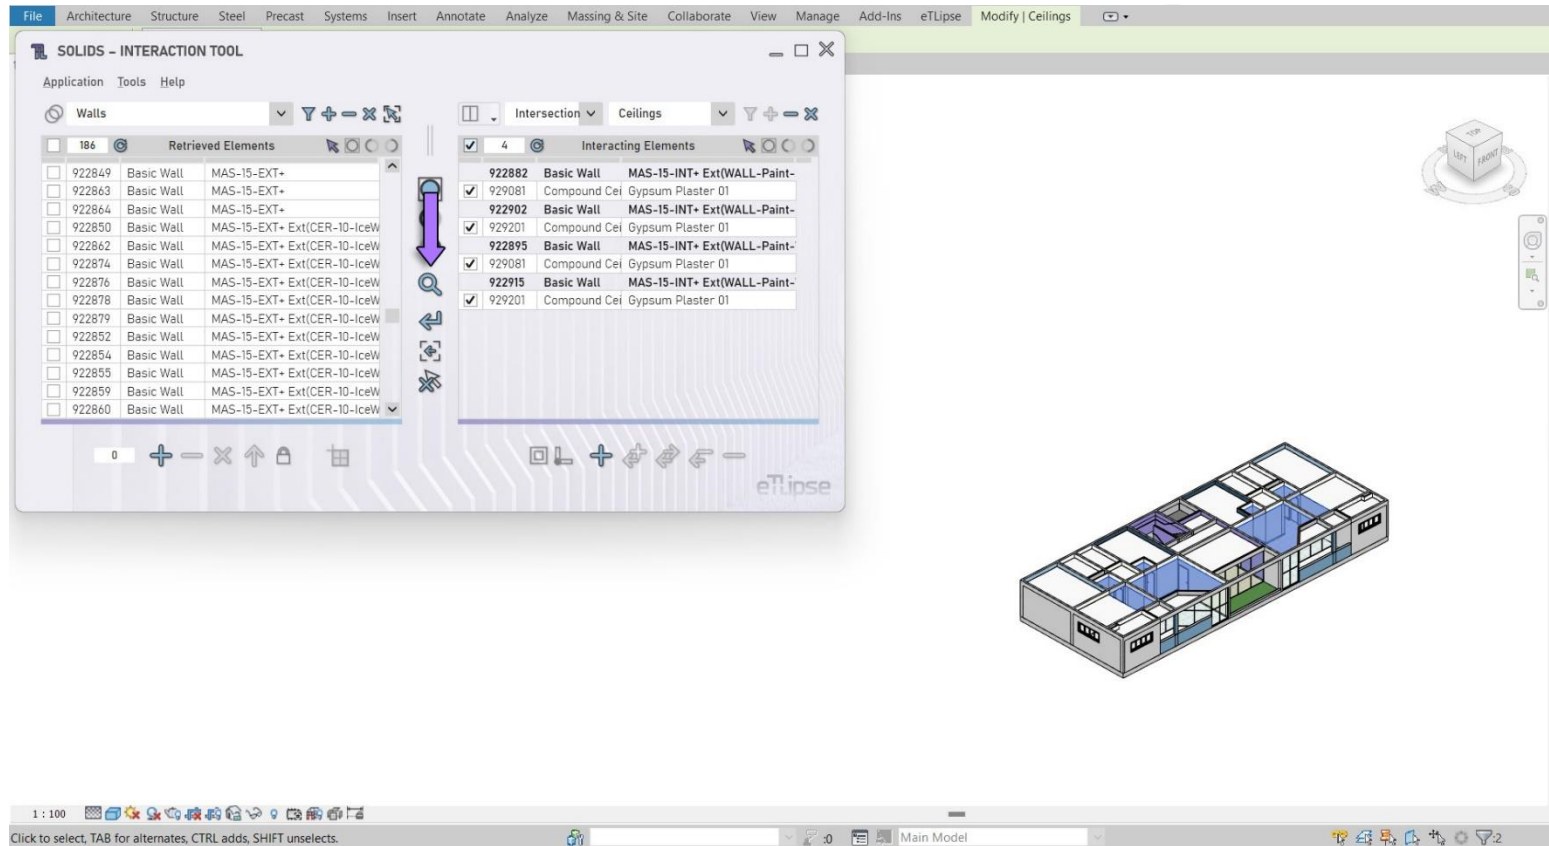 File Architecture Structure Steel Precast Systems Insert Annotate Analyze Massing & Site Collaborate View Manage Add-Ins eTLipse Modify | Ceilings
SOLIDS – INTERACTION TOOL
Application Tools Help
Walls
Intersection Ceilings
186 Retrieved Elements
4 Interacting Elements
922849 Basic Wall MAS-15-EXT+
922863 Basic Wall MAS-15-EXT+
922864 Basic Wall MAS-15-EXT+
922850 Basic Wall MAS-15-EXT+ Ext(CER-10-IceW
922862 Basic Wall MAS-15-EXT+ Ext(CER-10-IceW
922874 Basic Wall MAS-15-EXT+ Ext(CER-10-IceW
922876 Basic Wall MAS-15-EXT+ Ext(CER-10-IceW
922878 Basic Wall MAS-15-EXT+ Ext(CER-10-IceW
922879 Basic Wall MAS-15-EXT+ Ext(CER-10-IceW
922852 Basic Wall MAS-15-EXT+ Ext(CER-10-IceW
922854 Basic Wall MAS-15-EXT+ Ext(CER-10-IceW
922855 Basic Wall MAS-15-EXT+ Ext(CER-10-IceW
922859 Basic Wall MAS-15-EXT+ Ext(CER-10-IceW
922860 Basic Wall MAS-15-EXT+ Ext(CER-10-IceW
922882 Basic Wall MAS-15-INT+ Ext(WALL-Paint-
929081 Compound Cei Gypsum Plaster 01
922902 Basic Wall MAS-15-INT+ Ext(WALL-Paint-
929201 Compound Cei Gypsum Plaster 01
922895 Basic Wall MAS-15-INT+ Ext(WALL-Paint-
929081 Compound Cei Gypsum Plaster 01
922915 Basic Wall MAS-15-INT+ Ext(WALL-Paint-
929201 Compound Cei Gypsum Plaster 01
0
eTLipse
TOP
LEFT FRONT
1 : 100
Click to select, TAB for alternates, CTRL adds, SHIFT unselects.
:0 Main Model
:2